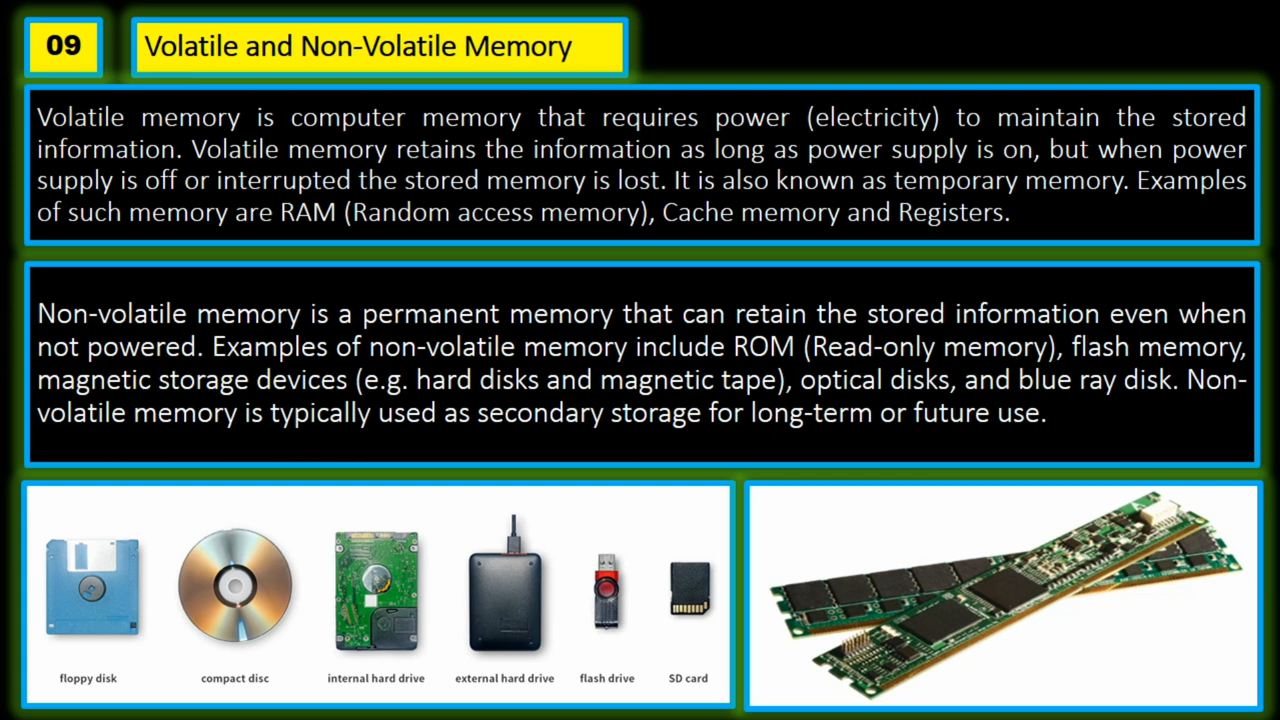 09
Volatile and Non-Volatile Memory
Volatile memory is computer memory that requires power (electricity) to maintain the stored
information. Volatile memory retains the information as long as power supply is on, but when power
supply is off or interrupted the stored memory is lost. It is also known as temporary memory. Examples
of such memory are RAM (Random access memory), Cache memory and Registers.
Non-volatile memory is a permanent memory that can retain the stored information even when
not powered. Examples of non-volatile memory include ROM (Read-only memory), flash memory,
magnetic storage devices (e.g. hard disks and magnetic tape), optical disks, and blue ray disk. Non-
volatile memory is typically used as secondary storage for long-term or future use.
floppy disk
compact disc
internal hard drive
external hard drive
flash drive
SD card